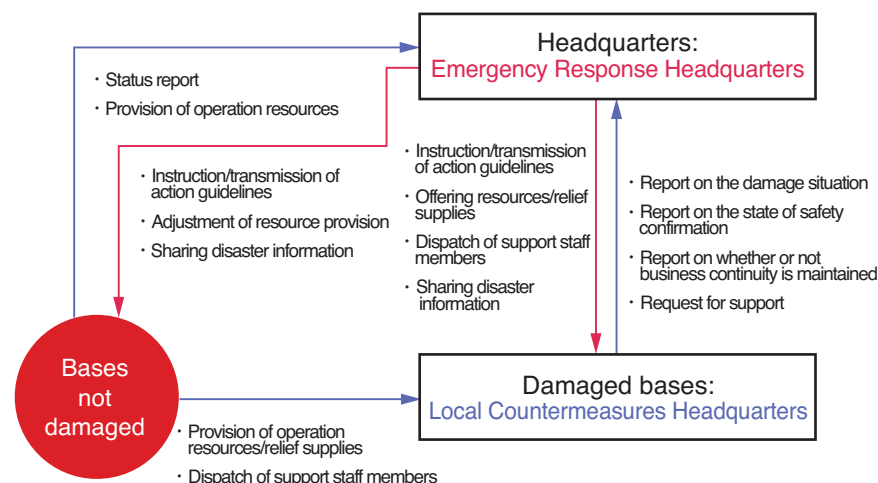 Headquarters:
Emergency Response Headquarters
・Status report
・Provision of operation resources
・Instruction/transmission of
action guidelines
・Adjustment of resource provision
・Sharing disaster information
・Instruction/transmission
of action guidelines
・Offering resources/relief
supplies
・Dispatch of support staff
members
・Sharing disaster
information
・Report on the damage situation
・Report on the state of safety
confirmation
・Report on whether or not
business continuity is maintained
・Request for support
Bases
not
damaged
Damaged bases:
Local Countermeasures Headquarters
・Provision of operation
resources/relief supplies
・Dispatch of support staff members